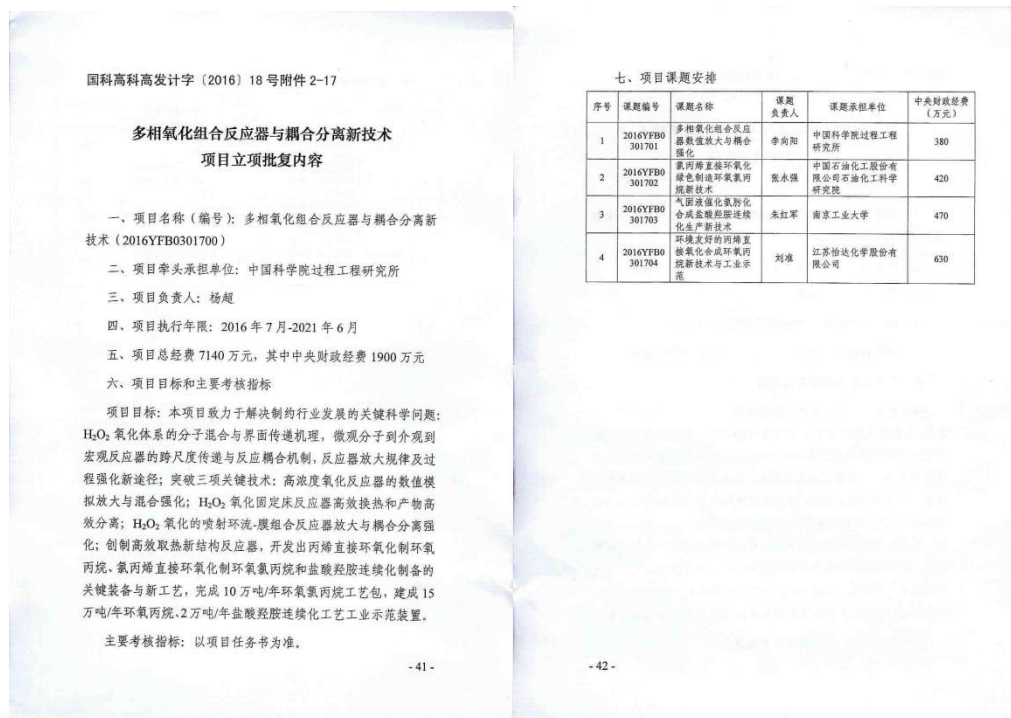 国科高科高发计字〔2016〕18号附件2-17
多相氧化组合反应器与耦合分离新技术
项目立项批复内容
一、项目名称（编号）：多相氧化组合反应器与耦合分离新
技术（2016YFB0301700）
二、项目牵头承担单位：中国科学院过程工程研究所
三、项目负责人：杨超
四、项目执行年限：2016年7月-2021年6月
五、项目总经费7140万元，其中中央财政经费1900万元
六、项目目标和主要考核指标
项目目标：本项目致力于解决制约行业发展的关键科学问题：
H₂O₂氧化体系的分子混合与界面传递机理，微观分子到介观到
宏观反应器的跨尺度传递与反应耦合机制，反应器放大规律及过
程强化新途径；突破三项关键技术：高浓度氧化反应器的数值模
拟放大与混合强化；H₂O₂氧化固定床反应器高效换热和产物高
效分离；H₂O₂氧化的喷射环流-膜组合反应器放大与耦合分离强
化；创制高效取热新结构反应器，开发出丙烯直接环氧化制环氧
丙烷、氯丙烯直接环氧化制环氧氯丙烷和盐酸羟胺连续化制备的
关键装备与新工艺，完成10万吨/年环氧氯丙烷工艺包，建成15
万吨/年环氧丙烷、2万吨/年盐酸羟胺连续化工艺工业示范装置。
主要考核指标：以项目任务书为准。
- 41 -
七、项目课题安排
序号 课题编号 课题名称 课题负责人 课题承担单位 中央财政经费（万元）
1 2016YFB0301701 多相氧化组合反应器数值放大与耦合强化 李向阳 中国科学院过程工程研究所 380
2 2016YFB0301702 氯丙烯直接环氧化绿色制造环氧氯丙烷新技术 张永强 中国石油化工股份有限公司石油化工科学研究院 420
3 2016YFB0301703 气固液催化氨肟化合成盐酸羟胺连续化生产新技术 朱红军 南京工业大学 470
4 2016YFB0301704 环境友好的丙烯直接氧化合成环氧丙烷新技术与工业示范 刘准 江苏怡达化学股份有限公司 630
- 42 -